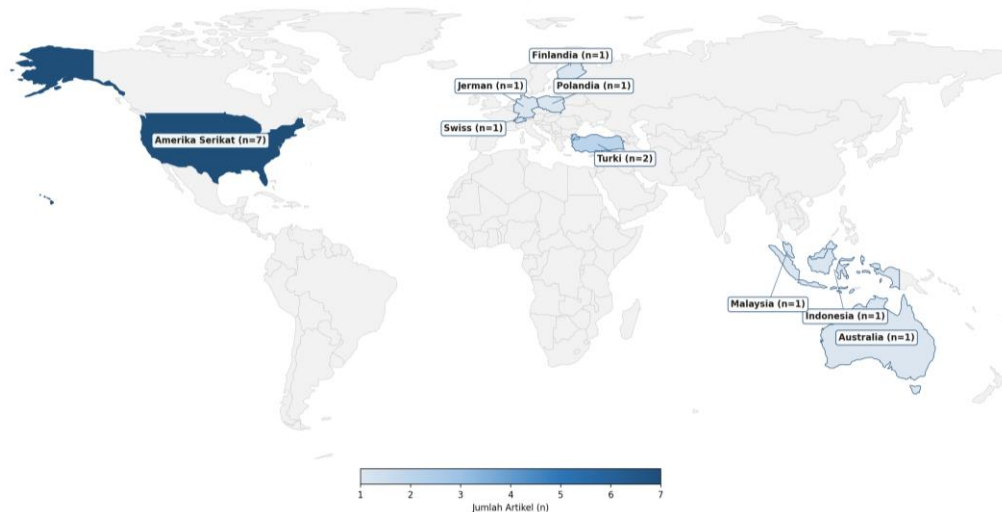 Finlandia (n=1)
Jerman (n=1)
Polandia (n=1)
Swiss (n=1)
Amerika Serikat (n=7)
Turki (n=2)
Malaysia (n=1)
Indonesia (n=1)
Australia (n=1)
1 2 3 4 5 6 7
Jumlah Artikel (n)